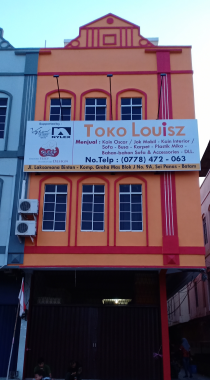 Toko Louisz
Menjual : Kain Gorden / Jok Mobil - Kain Interior /
Sofa - Busa - Karpet - Plastik Mika -
Bahan-bahan Sofa & Accessories - DLL.
No.Telp : (0778) 472 - 063
Jl. Laksamana Bintan - Komp. Graha Mas Blok / No. 9A, Sei Panas - Batam
Louisz